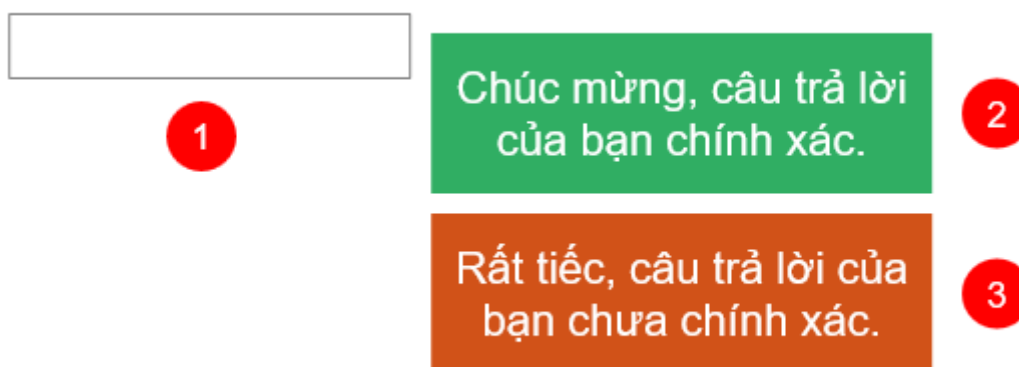 Chúc mừng, câu trả lời
của bạn chính xác.
2
1
Rất tiếc, câu trả lời của
bạn chưa chính xác.
3